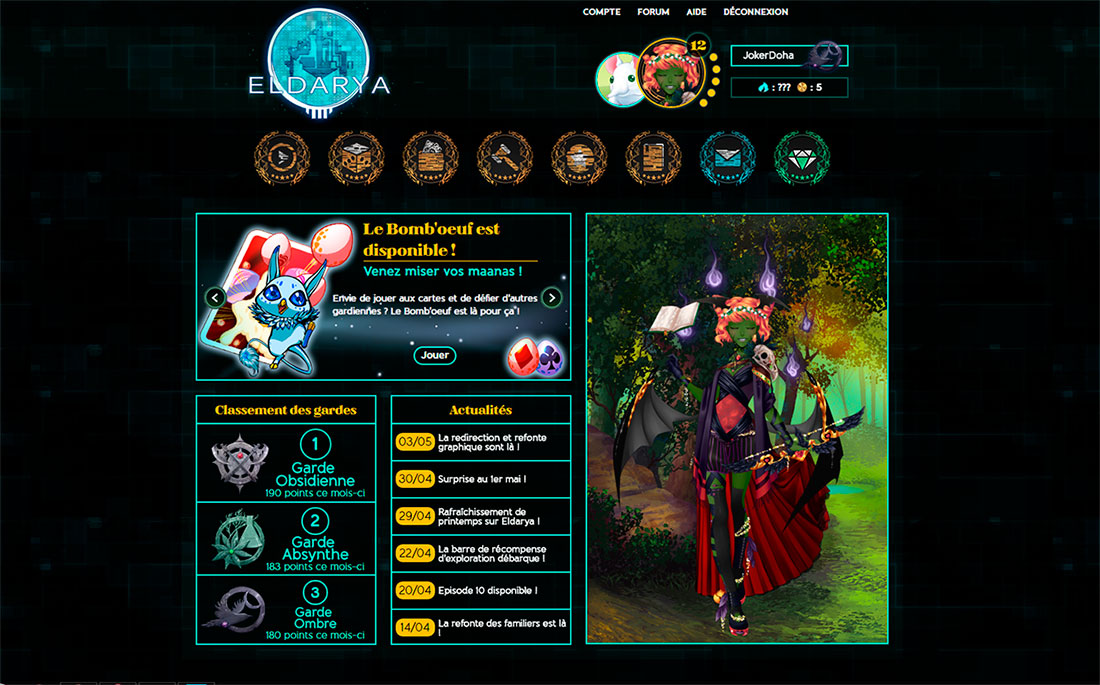 COMPTE FORUM AIDE DÉCONNEXION
ELDARYA
12
JokerDoha
: ??? : 5
Le Bomb'oeuf est
disponible !
Venez miser vos maanas !
Envie de jouer aux cartes et de défier d'autres
gardiennes ? Le Bomb'oeuf est là pour ça !
Jouer
Classement des gardes
1
Garde
Obsidienne
190 points ce mois-ci
2
Garde
Absynthe
183 points ce mois-ci
3
Garde
Ombre
180 points ce mois-ci
Actualités
03/05 La redirection et refonte
graphique sont là !
30/04 Surprise au 1er mai !
29/04 Rafraîchissement de
printemps sur Eldarya !
22/04 La barre de récompense
d'exploration débarque !
20/04 Episode 10 disponible !
14/04 La refonte des familiers est là
!